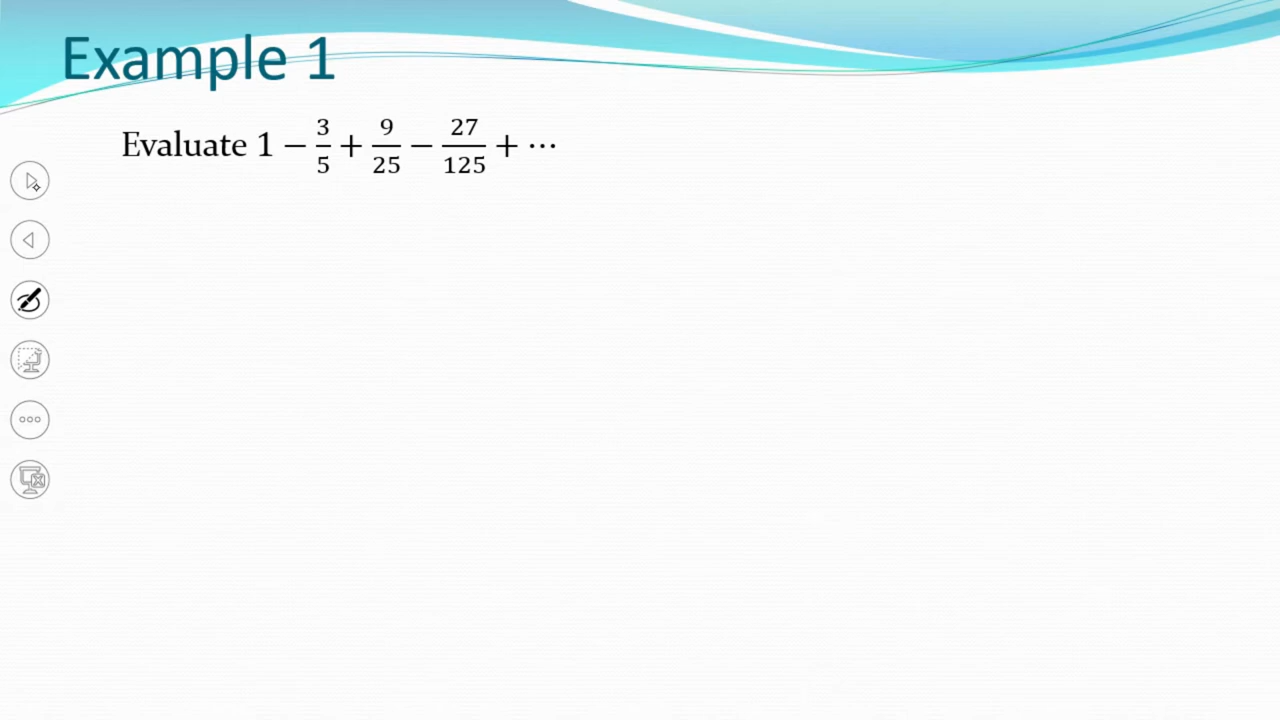 Example 1
Evaluate 1 − 3/5 + 9/25 − 27/125 + ⋯